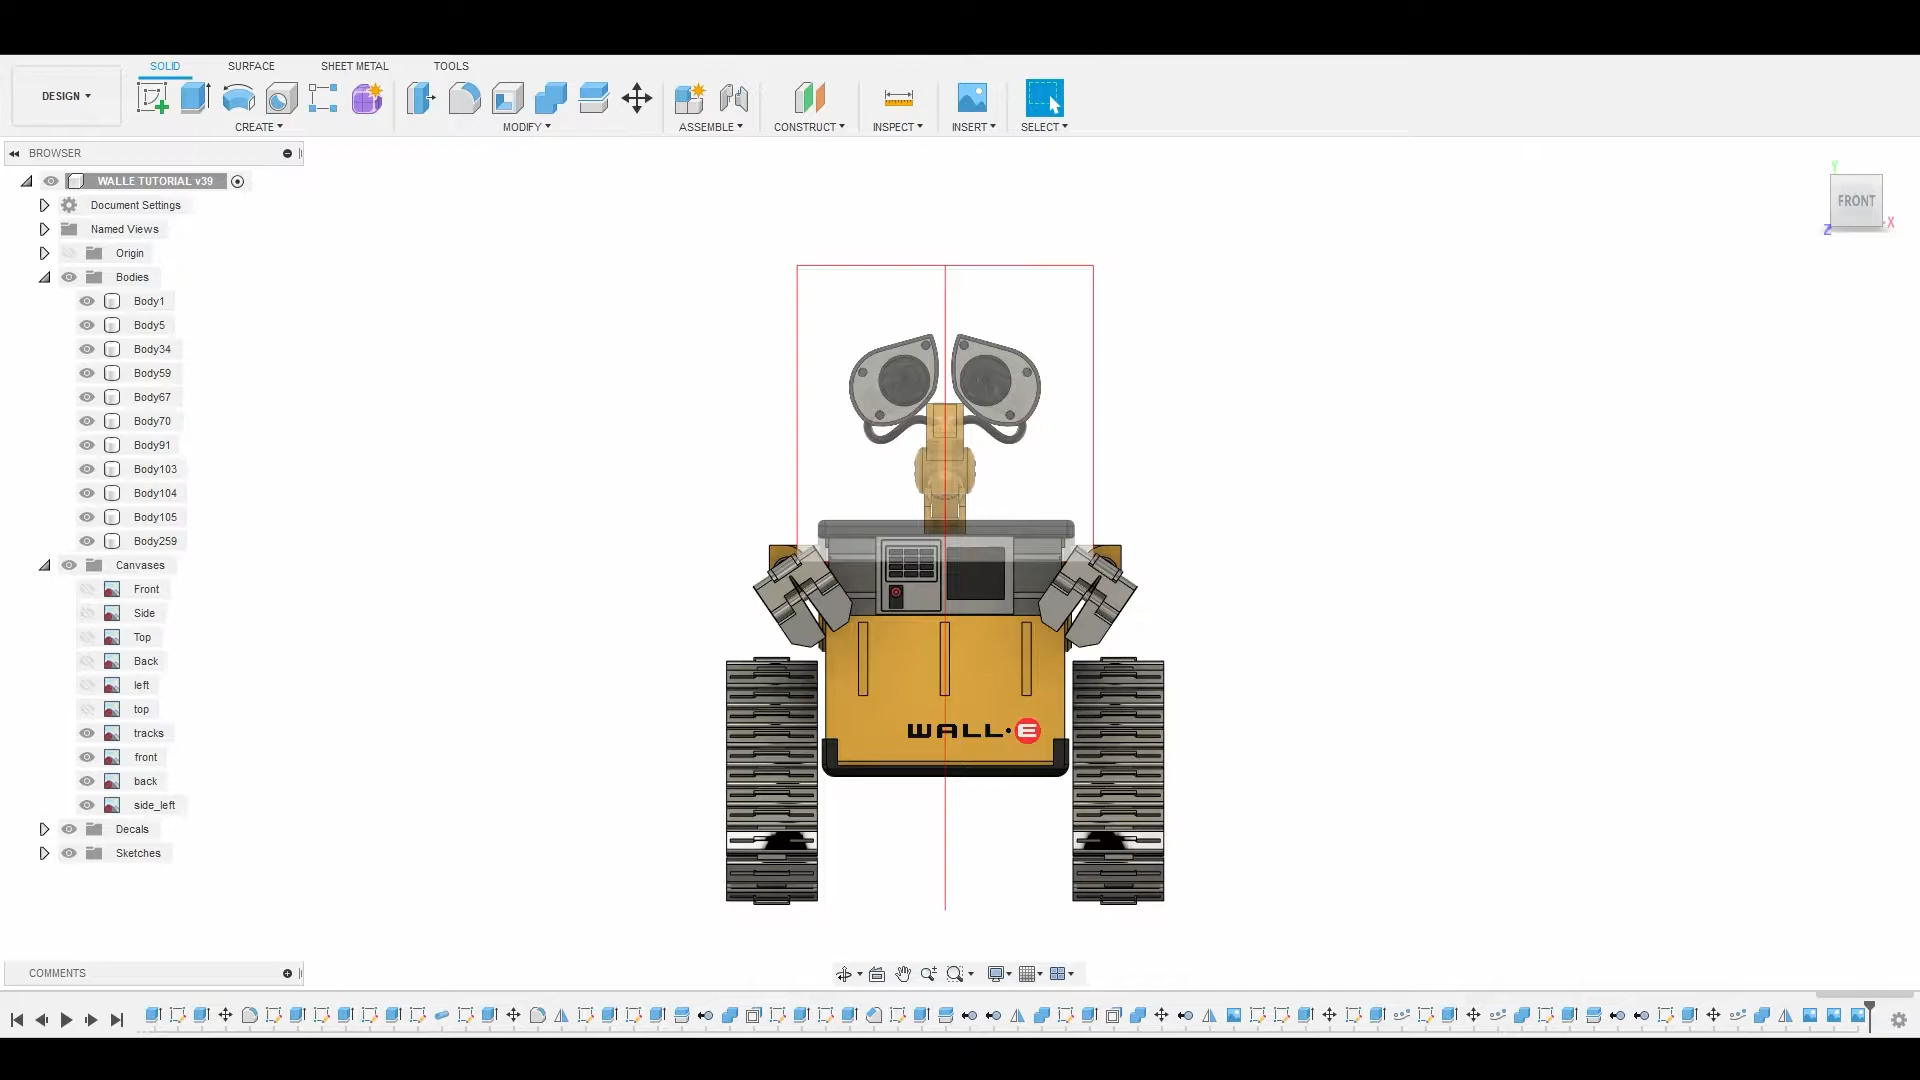 SOLID SURFACE SHEET METAL TOOLS
DESIGN
CREATE MODIFY ASSEMBLE CONSTRUCT INSPECT INSERT SELECT
BROWSER
WALLE TUTORIAL v39
Document Settings
Named Views
Origin
Bodies
Body1
Body5
Body34
Body59
Body67
Body70
Body91
Body103
Body104
Body105
Body259
Canvases
Front
Side
Top
Back
left
top
tracks
front
back
side_left
Decals
Sketches
Y
FRONT
X
Z
WALL·E
COMMENTS